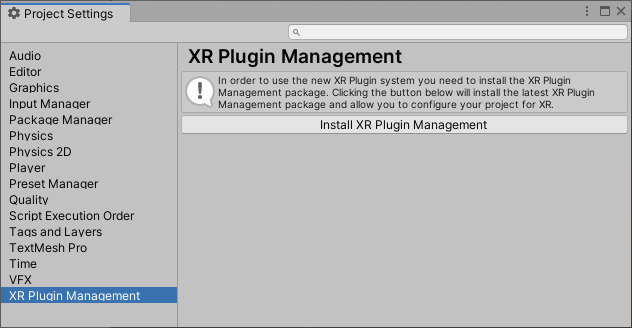 Project Settings
Audio
Editor
Graphics
Input Manager
Package Manager
Physics
Physics 2D
Player
Preset Manager
Quality
Script Execution Order
Tags and Layers
TextMesh Pro
Time
VFX
XR Plugin Management
XR Plugin Management
In order to use the new XR Plugin system you need to install the XR Plugin
Management package. Clicking the button below will install the latest XR Plugin
Management package and allow you to configure your project for XR.
Install XR Plugin Management